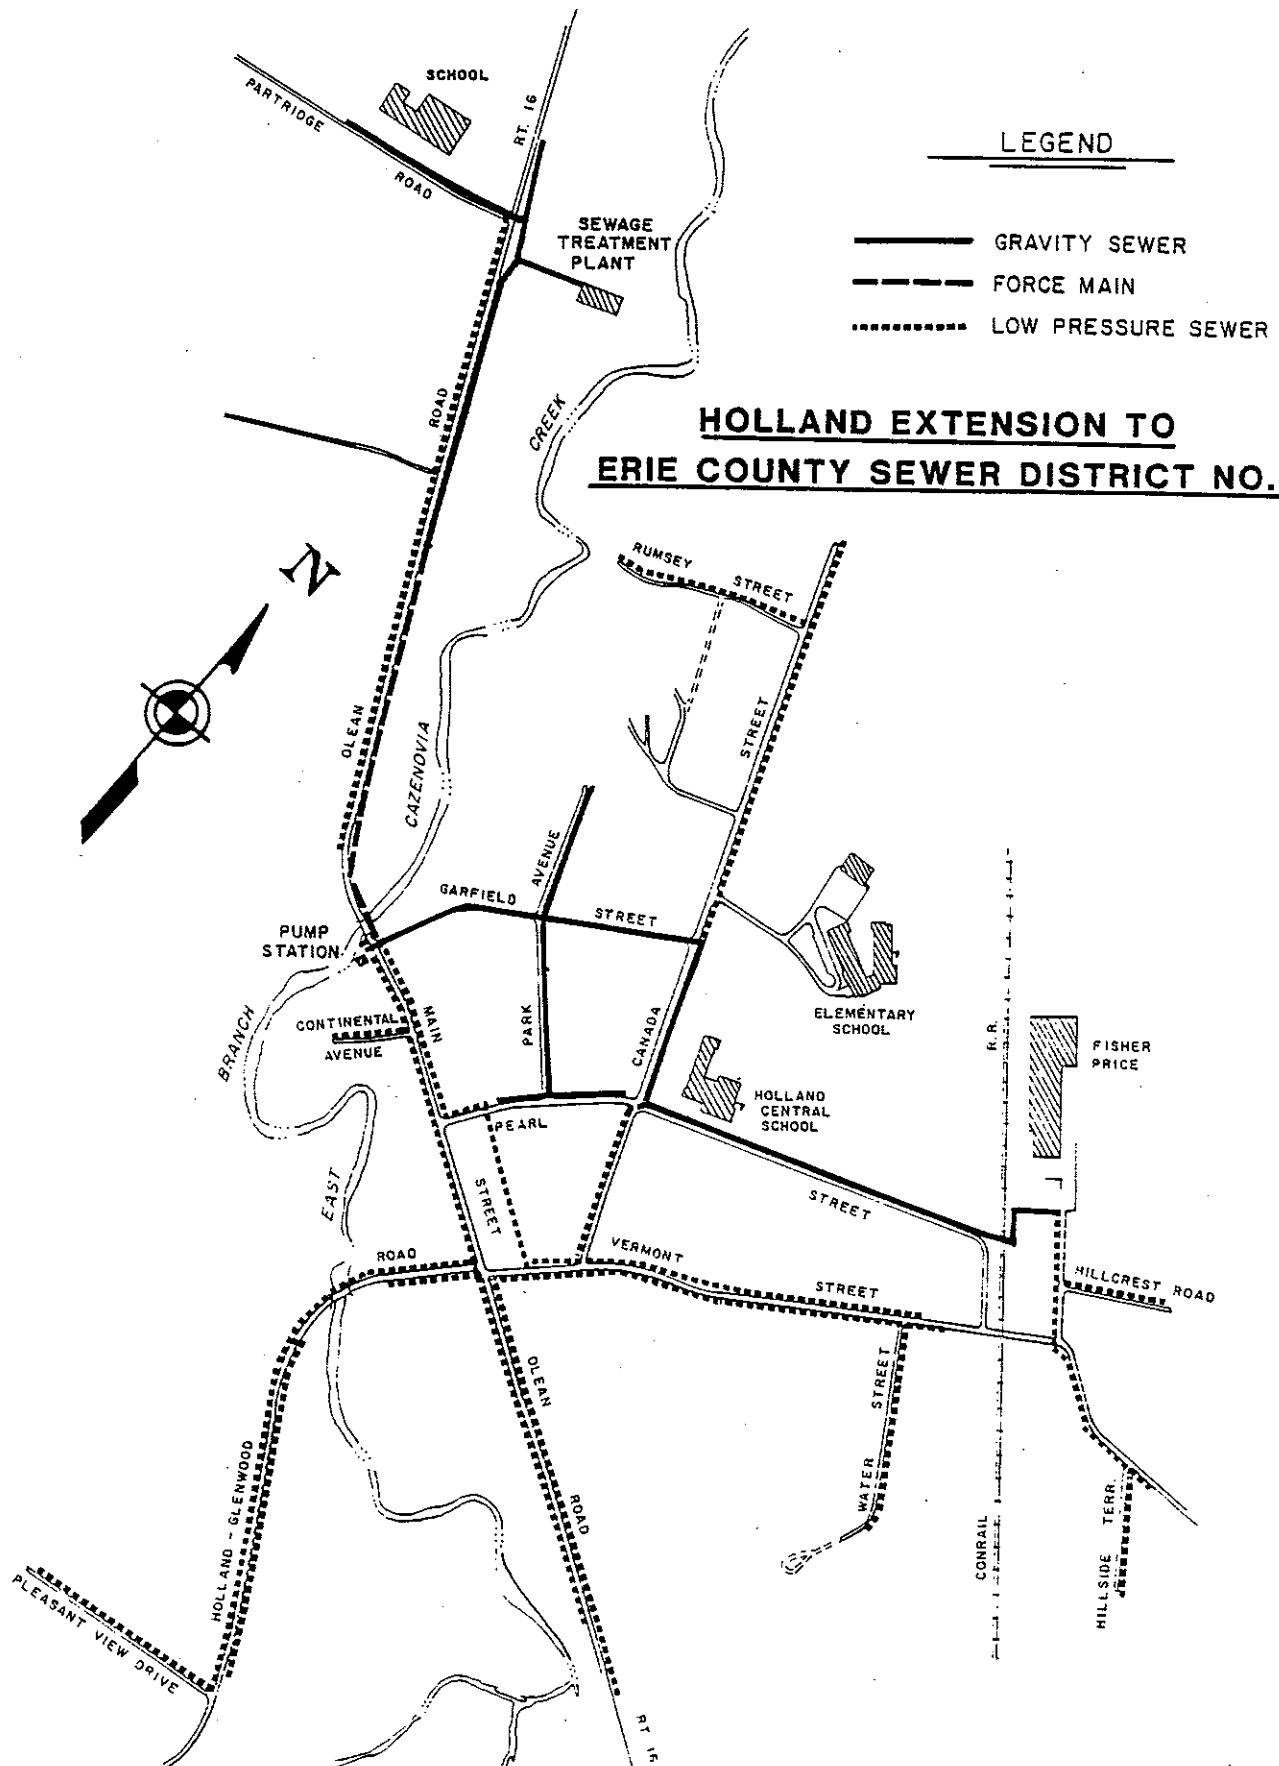 SCHOOL
PARTRIDGE
ROAD
RT. 16
LEGEND
SEWAGE
TREATMENT
PLANT
GRAVITY SEWER
FORCE MAIN
LOW PRESSURE SEWER
ROAD
CREEK
HOLLAND EXTENSION TO
ERIE COUNTY SEWER DISTRICT NO.
N
RUMSEY
STREET
OLEAN
STREET
CAZENOVIA
AVENUE
GARFIELD
STREET
PUMP
STATION
BRANCH
CONTINENTAL
AVENUE
MAIN
PARK
CANADA
ELEMENTARY
SCHOOL
R.R.
FISHER
PRICE
HOLLAND
CENTRAL
SCHOOL
PEARL
EAST
STREET
STREET
ROAD
VERMONT
STREET
HILLCREST ROAD
OLEAN
STREET
HOLLAND - GLENWOOD
ROAD
WATER
CONRAIL
HILLSIDE TERR.
PLEASANT VIEW DRIVE
RT 16